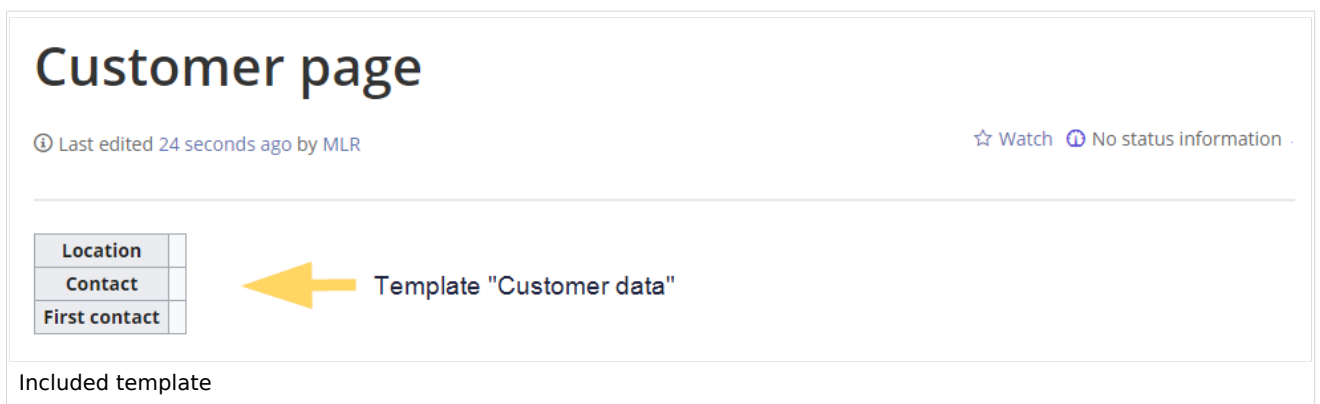 Customer page
Last edited 24 seconds ago by MLR
Watch No status information
Location
Contact
Template "Customer data"
First contact
Included template